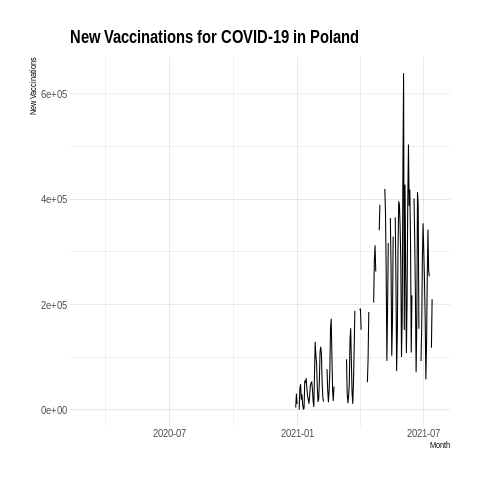 New Vaccinations for COVID-19 in Poland
New Vaccinations
6e+05
4e+05
2e+05
0e+00
2020-07
2021-01
2021-07
Month